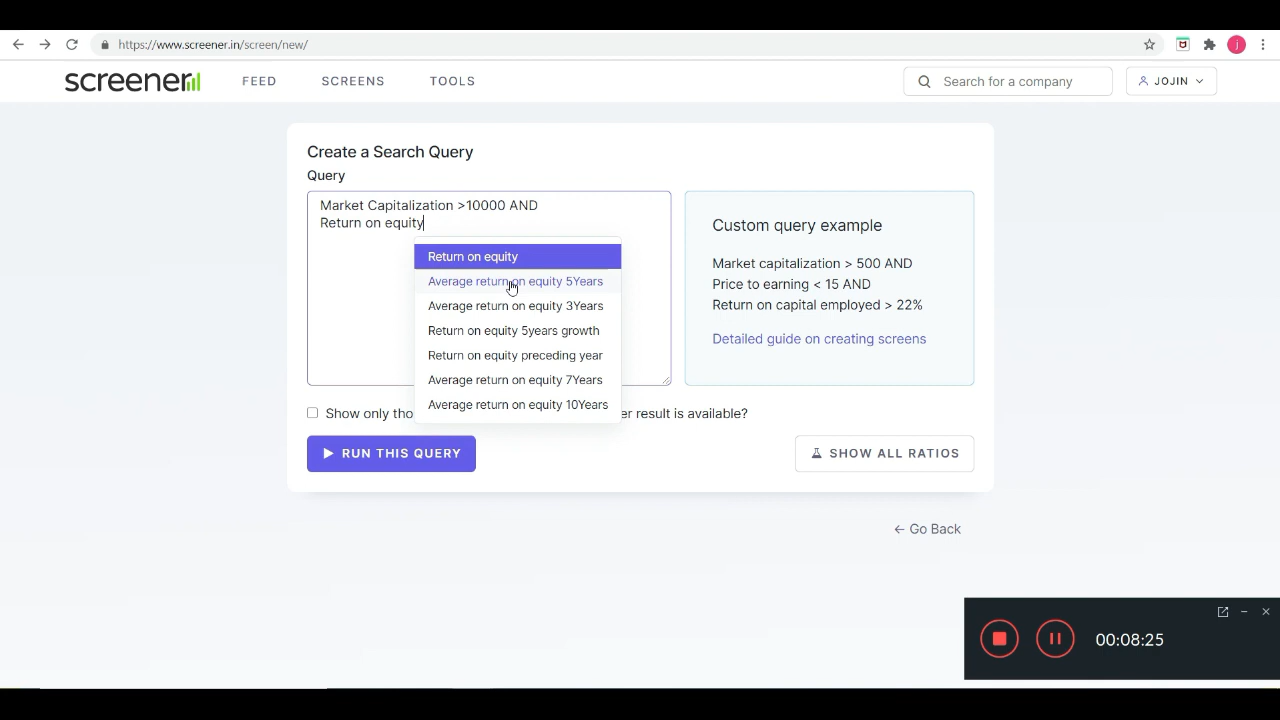 https://www.screener.in/screen/new/
j
screener
FEED
SCREENS
TOOLS
Search for a company
JOJIN
Create a Search Query
Query
Market Capitalization >10000 AND
Return on equity
Return on equity
Average return on equity 5Years
Average return on equity 3Years
Return on equity 5years growth
Return on equity preceding year
Average return on equity 7Years
Average return on equity 10Years
Custom query example
Market capitalization > 500 AND
Price to earning < 15 AND
Return on capital employed > 22%
Detailed guide on creating screens
Show only tho
er result is available?
RUN THIS QUERY
SHOW ALL RATIOS
← Go Back
00:08:25